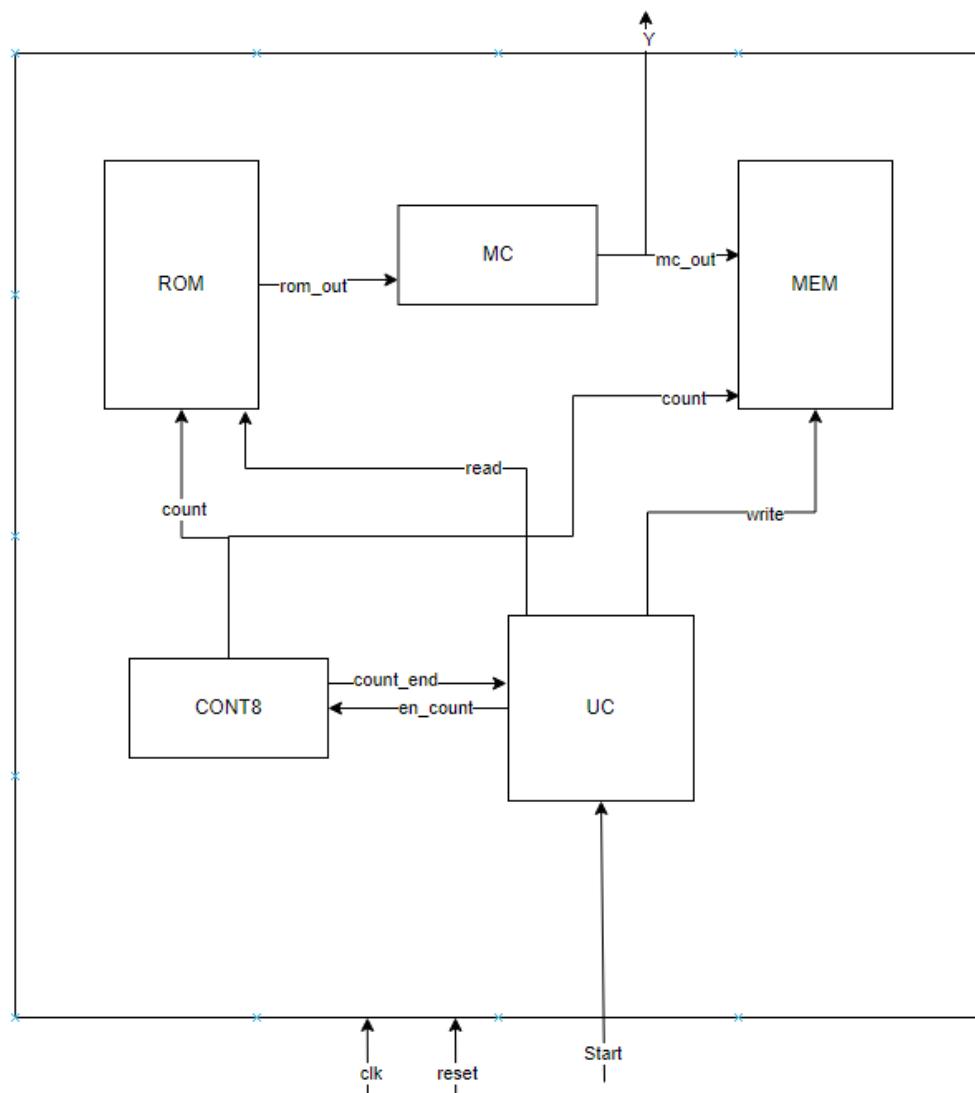 Y
ROM
rom_out
MC
mc_out
MEM
count
read
count
write
count_end
en_count
CONT8
UC
Start
clk
reset